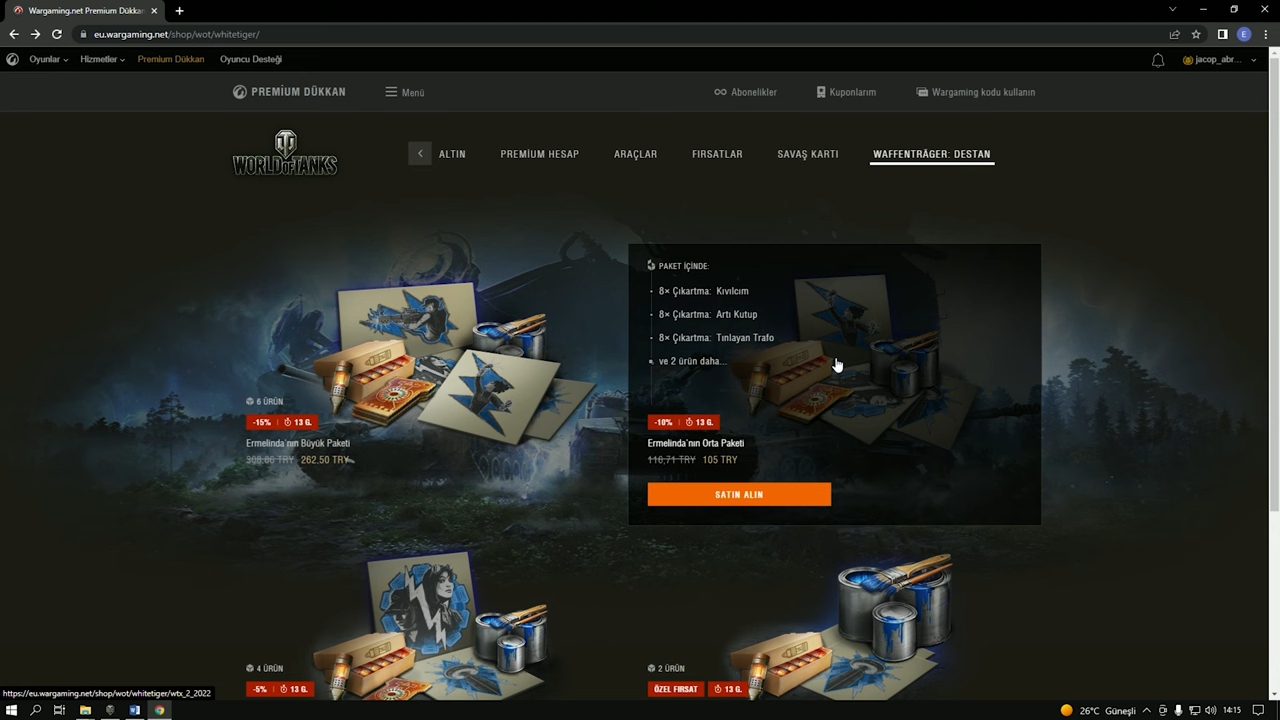 Wargaming.net Premium Dükkan
eu.wargaming.net/shop/wot/whitetiger/
E
Oyunlar
Hizmetler
Premium Dükkan
Oyuncu Desteği
jacop_abr...
PREMİUM DÜKKAN
Menü
Abonelikler
Kuponlarım
Wargaming kodu kullanın
WORLD OF TANKS
ALTIN
PREMİUM HESAP
ARAÇLAR
FIRSATLAR
SAVAŞ KARTI
WAFFENTRÄGER: DESTAN
6 ÜRÜN
-15% 13 G.
Ermelinda'nın Büyük Paketi
262,50 TRY
PAKET İÇİNDE:
8× Çıkartma: Kıvılcım
8× Çıkartma: Artı Kutup
8× Çıkartma: Tınlayan Trafo
ve 2 ürün daha...
-10% 13 G.
Ermelinda'nın Orta Paketi
116,71 TRY 105 TRY
SATIN ALIN
4 ÜRÜN
-5% 13 G.
2 ÜRÜN
ÖZEL FIRSAT 13 G.
https://eu.wargaming.net/shop/wot/whitetiger/wtx_2_2022
26°C Güneşli
14:15